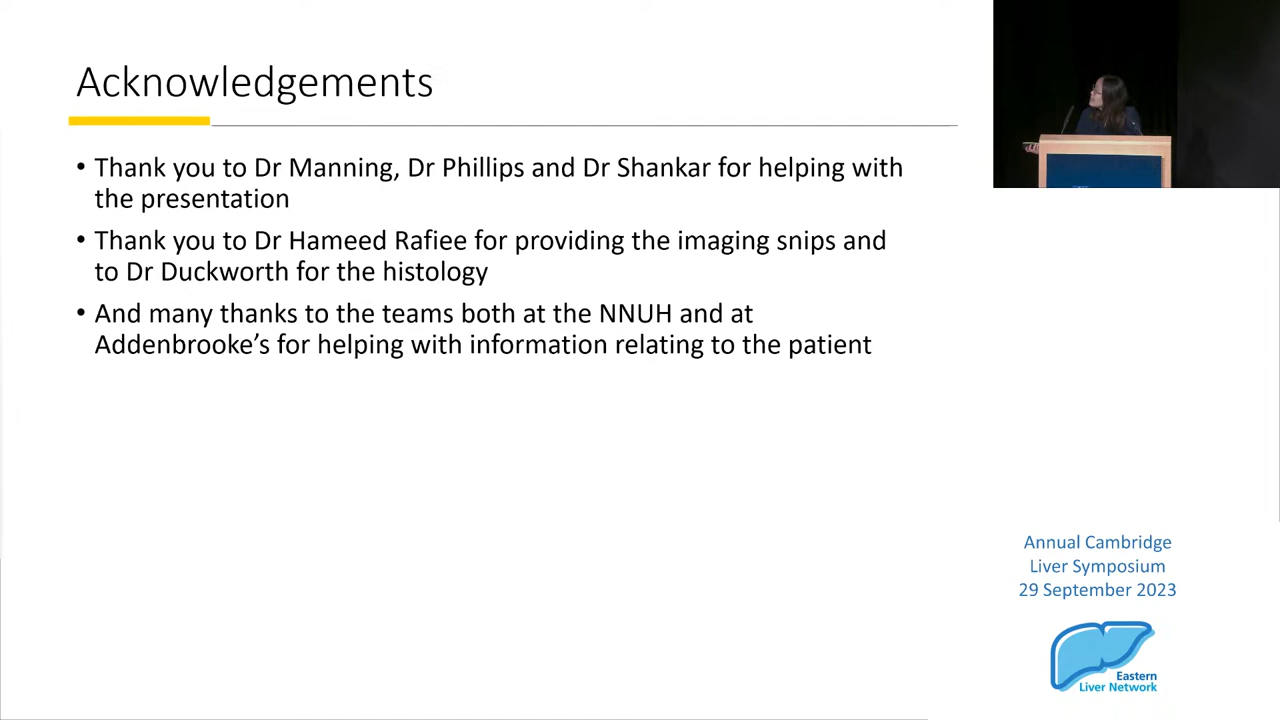 Acknowledgements
• Thank you to Dr Manning, Dr Phillips and Dr Shankar for helping with
the presentation
• Thank you to Dr Hameed Rafiee for providing the imaging snips and
to Dr Duckworth for the histology
• And many thanks to the teams both at the NNUH and at
Addenbrooke’s for helping with information relating to the patient
Annual Cambridge
Liver Symposium
29 September 2023
Eastern
Liver Network